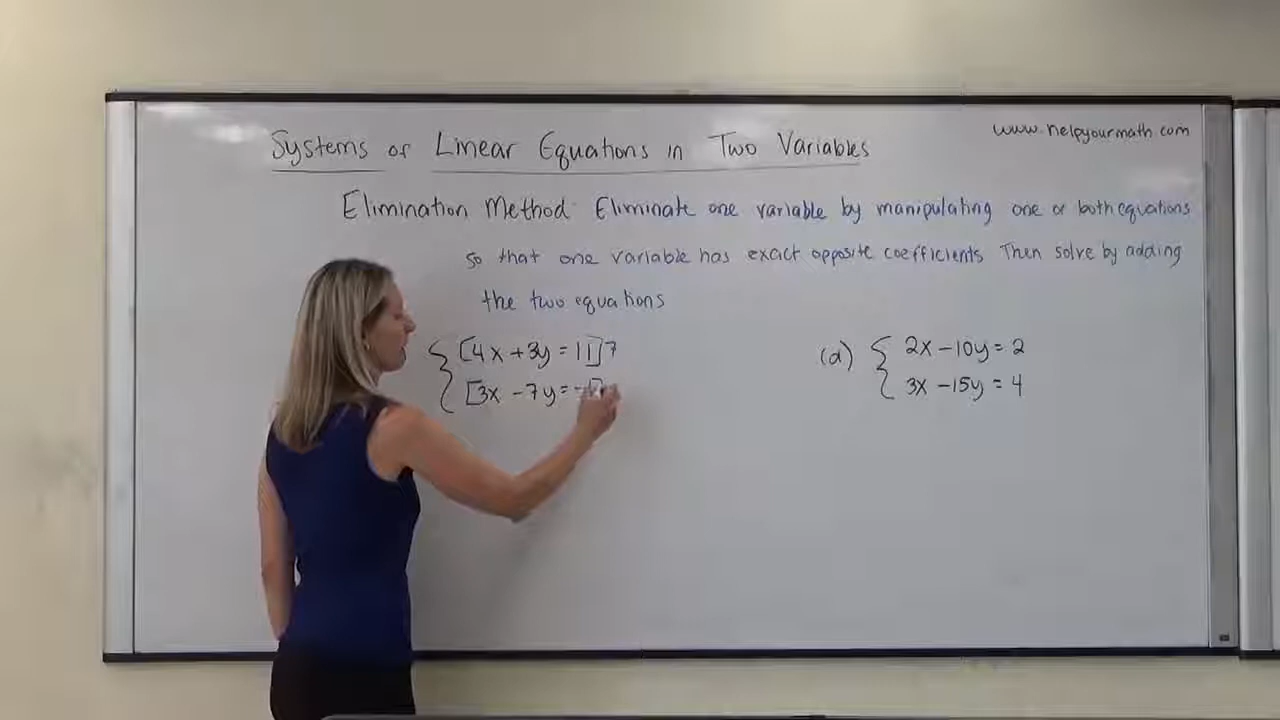 www.helpyourmath.com
Systems of Linear Equations in Two Variables
Elimination Method: Eliminate one variable by manipulating one or both equations
so that one variable has exact opposite coefficients. Then solve by adding
the two equations
[4x + 3y = 11]7
[3x - 7y =
(a) 2x - 10y = 2
3x - 15y = 4